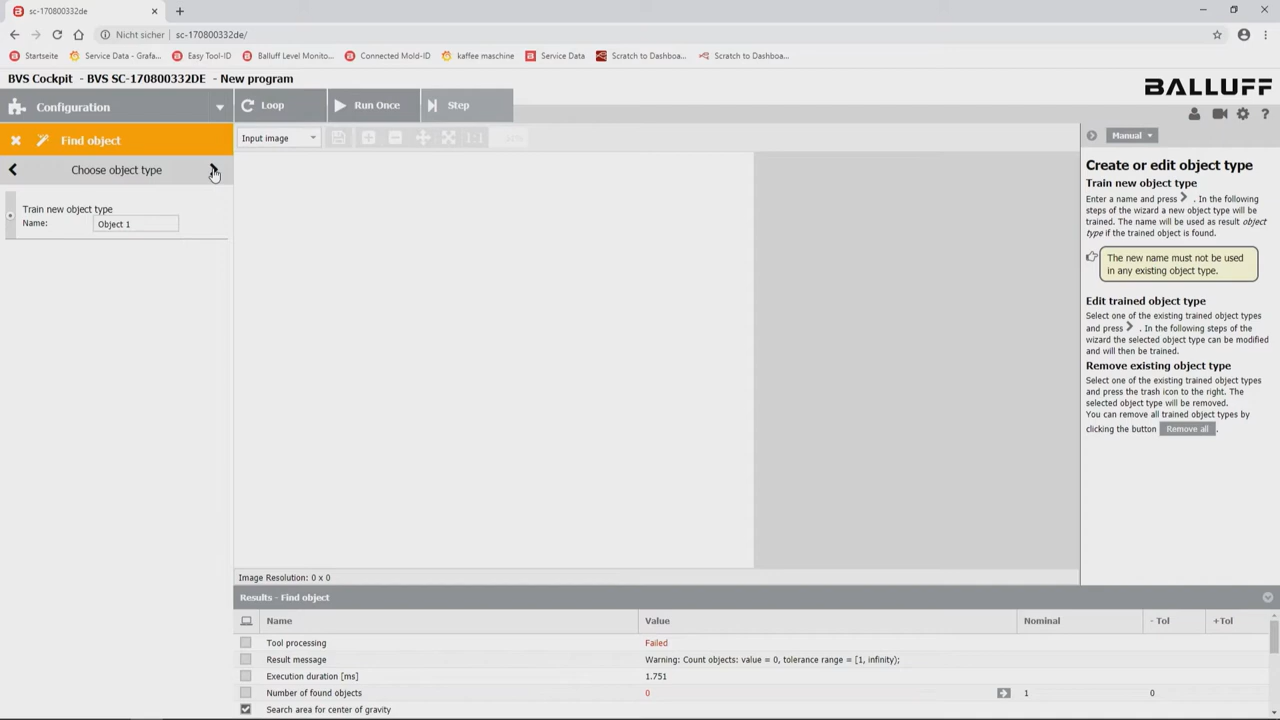 sc-170800332de
Nicht sicher | sc-170800332de/
Startseite
Service Data - Grafa...
Easy Tool-ID
Balluff Level Monito...
Connected Mold-ID
kaffee maschine
Service Data
Scratch to Dashboa...
Scratch to Dashboa...
BVS Cockpit - BVS SC-170800332DE - New program
BALLUFF
Configuration
Loop
Run Once
Step
Find object
Input image
1:1
Manual
Choose object type
Create or edit object type
Train new object type
Enter a name and press . In the following
steps of the wizard a new object type will be
trained. The name will be used as result object
type if the trained object is found.
Train new object type
Name: Object 1
The new name must not be used
in any existing object type.
Edit trained object type
Select one of the existing trained object types
and press . In the following steps of the
wizard the selected object type can be modified
and will then be trained.
Remove existing object type
Select one of the existing trained object types
and press the trash icon to the right. The
selected object type will be removed.
You can remove all trained object types by
clicking the button Remove all .
Image Resolution: 0 x 0
Results - Find object
Name Value Nominal - Tol +Tol
Tool processing Failed
Result message Warning: Count objects: value = 0, tolerance range = [1, infinity);
Execution duration [ms] 1.751
Number of found objects 0 1 0
Search area for center of gravity